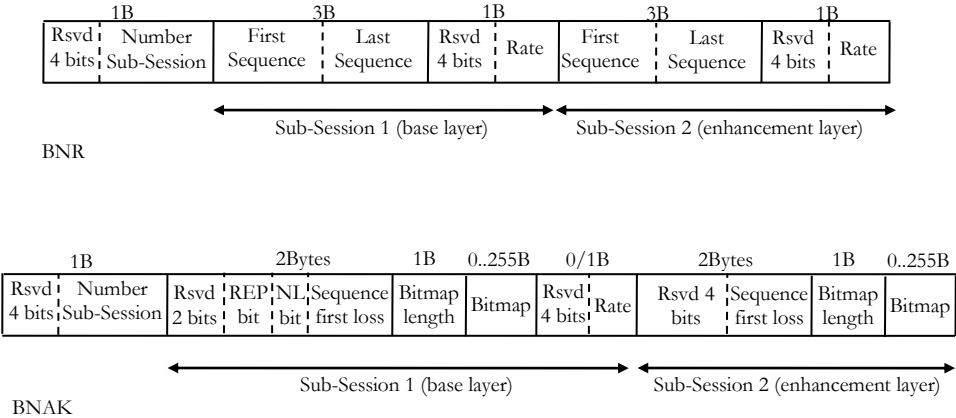 1B 3B 1B 3B 1B
Rsvd Number First Last Rsvd Rate First Last Rsvd Rate
4 bits Sub-Session Sequence Sequence 4 bits Sequence Sequence 4 bits
Sub-Session 1 (base layer) Sub-Session 2 (enhancement layer)
BNR
1B 2Bytes 1B 0..255B 0/1B 2Bytes 1B 0..255B
Rsvd Number Rsvd REP NL Sequence Bitmap Bitmap Rsvd Rate Rsvd 4 Sequence Bitmap Bitmap
4 bits Sub-Session 2 bits bit bit first loss length 4 bits bits first loss length
Sub-Session 1 (base layer) Sub-Session 2 (enhancement layer)
BNAK